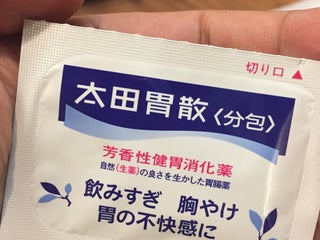 切り口 ▲
太田胃散〈分包〉
芳香性健胃消化薬
自然(生薬)の良さを生かした胃腸薬
飲みすぎ 胸やけ
胃の不快感に